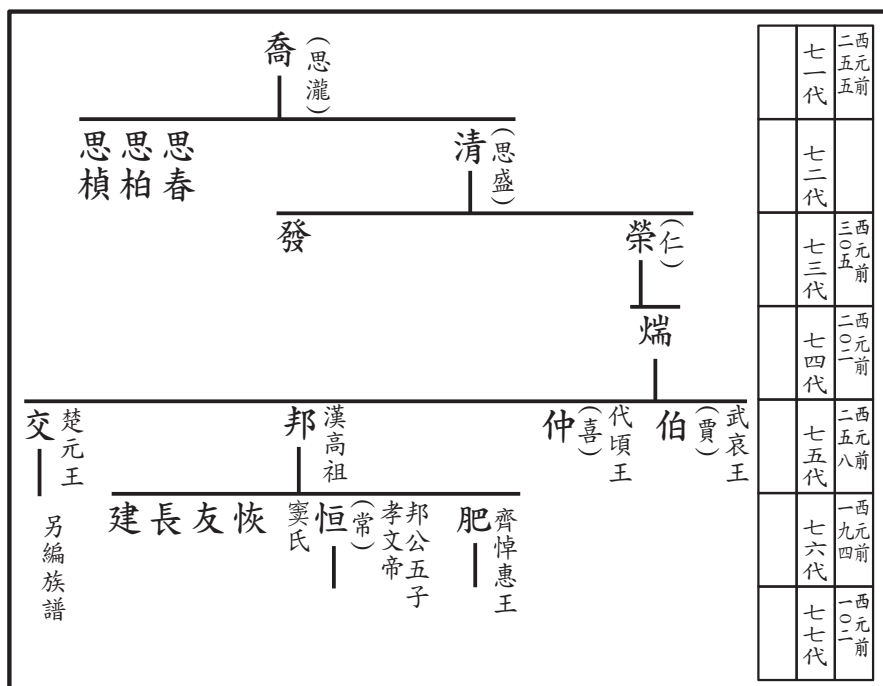 西元前二五五
七一代
七二代
西元前三〇五
七三代
西元前二〇二
七四代
西元前二五八
七五代
西元前一九四
七六代
西元前一〇二
七七代
喬
(思瀧)
清
(思盛)
思春
思柏
思楨
榮
(仁)
發
煓
伯
(賈)
武哀王
仲
(喜)
代頃王
邦
漢高祖
交
楚元王
肥
齊悼惠王
恒
(常)
孝文帝
邦公五子
竇氏
恢
友
長
建
另編族譜